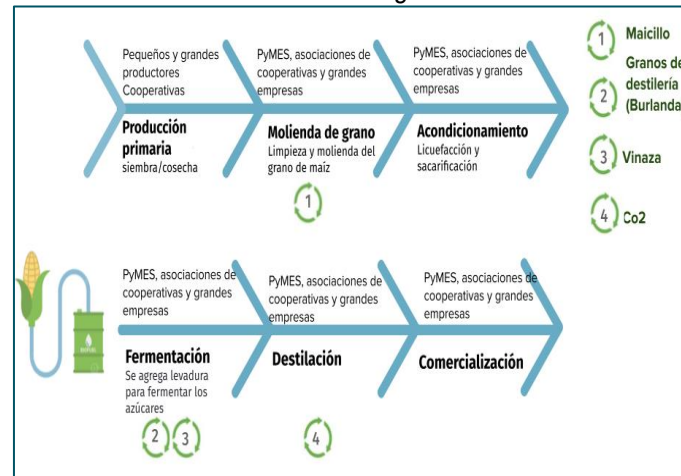 Pequeños y grandes
productores
Cooperativas
Producción
primaria
siembra/cosecha
PyMES, asociaciones de
cooperativas y grandes
empresas
Molienda de grano
Limpieza y molienda del
grano de maíz
1
PyMES, asociaciones de
cooperativas y grandes
empresas
Acondicionamiento
Licuefacción y
sacarificación
1 Maicillo
2 Granos de
destilería
(Burlanda
3 Vinaza
4 Co2
PyMES, asociaciones de
cooperativas y grandes
empresas
Fermentación
Se agrega levadura
para fermentar los
azúcares
2 3
PyMES, asociaciones de
cooperativas y grandes
empresas
Destilación
4
PyMES, asociaciones de
cooperativas y grandes
empresas
Comercialización